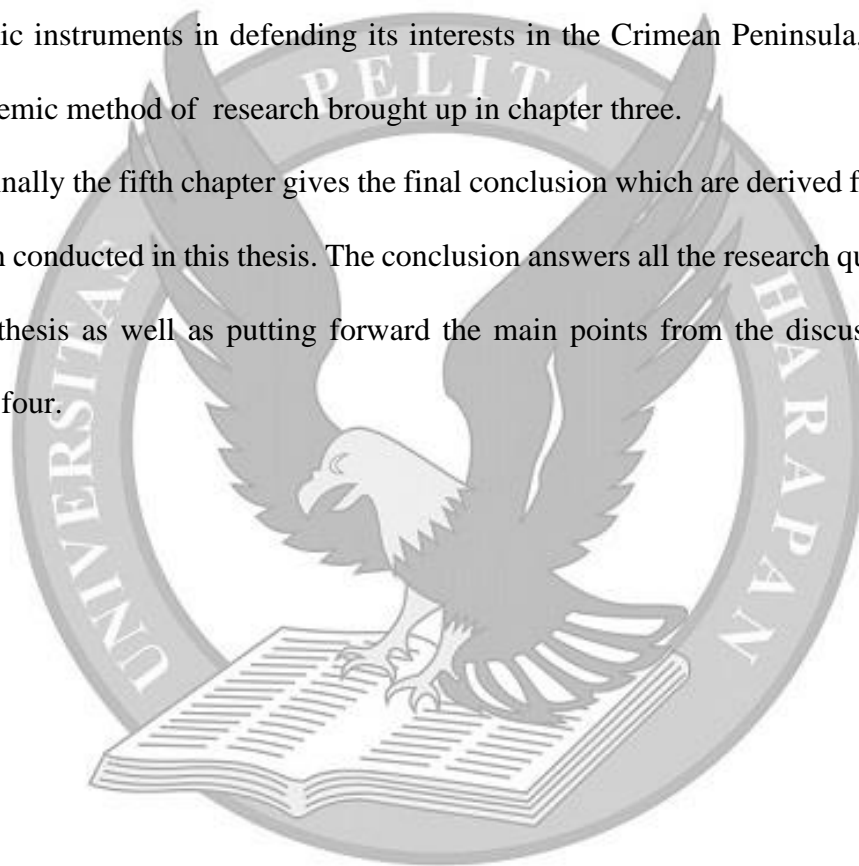 ic instruments in defending its interests in the Crimean Peninsula,
emic method of research brought up in chapter three.
inally the fifth chapter gives the final conclusion which are derived f
n conducted in this thesis. The conclusion answers all the research qu
thesis as well as putting forward the main points from the discus
four.
UNIVERSITAS PELITA HARAPAN